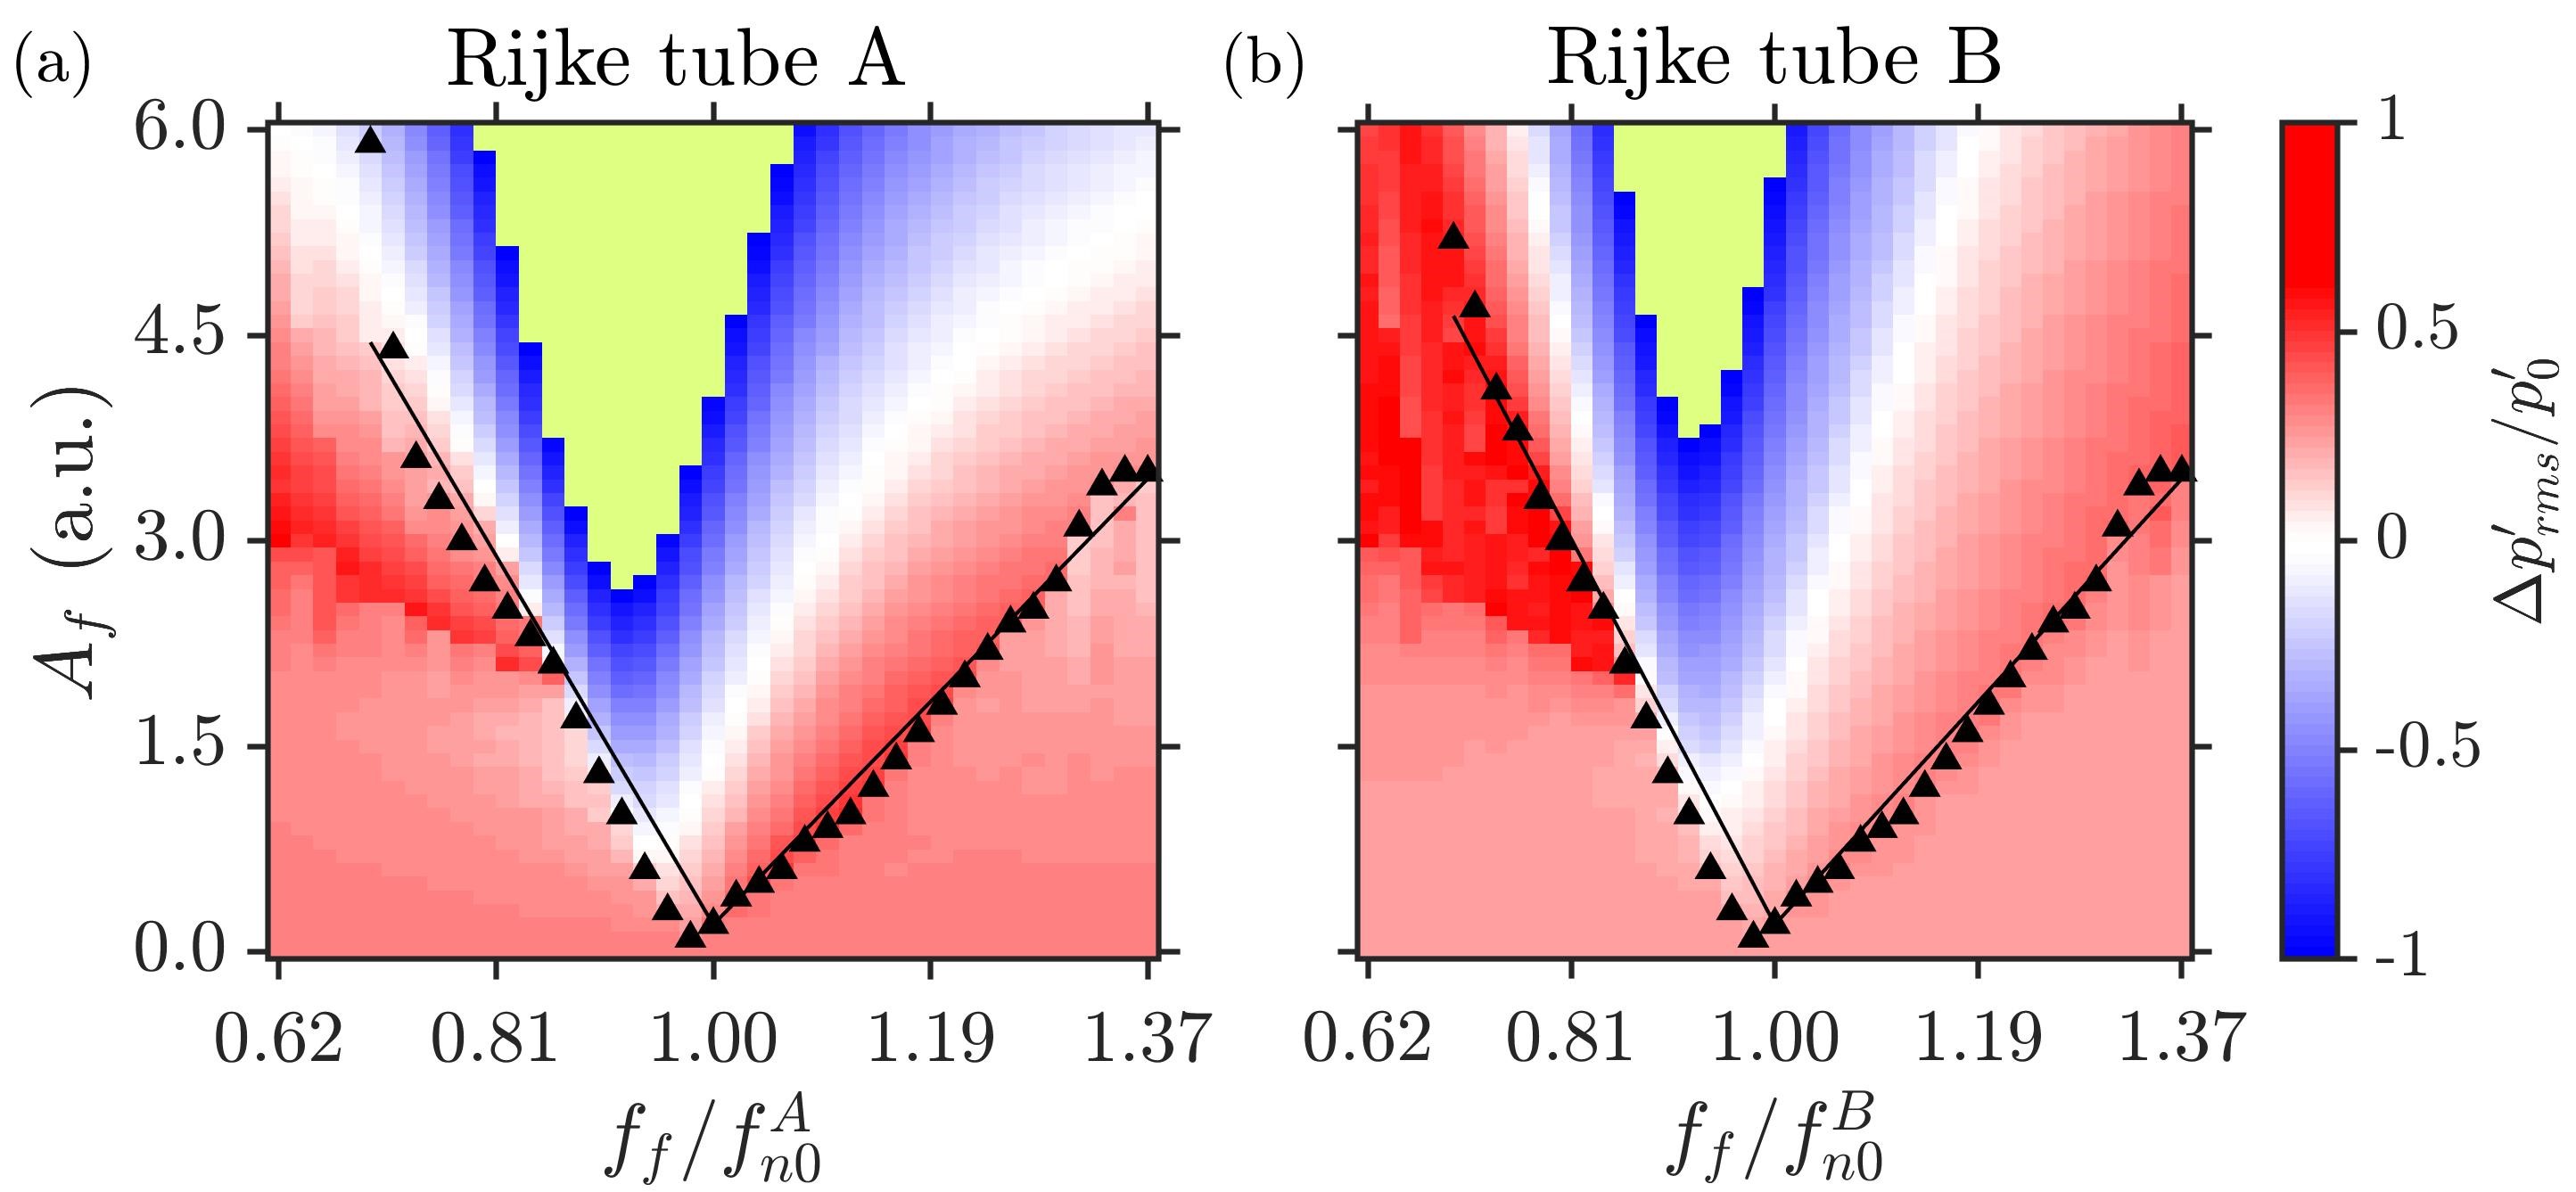 (a) Rijke tube A
6.0
4.5
3.0
1.5
0.0
A_f (a.u.)
0.62 0.81 1.00 1.19 1.37
f_f/f_{n0}^A
(b) Rijke tube B
0.62 0.81 1.00 1.19 1.37
f_f/f_{n0}^B
1
0.5
0
-0.5
-1
Δp'_{rms}/p'_0